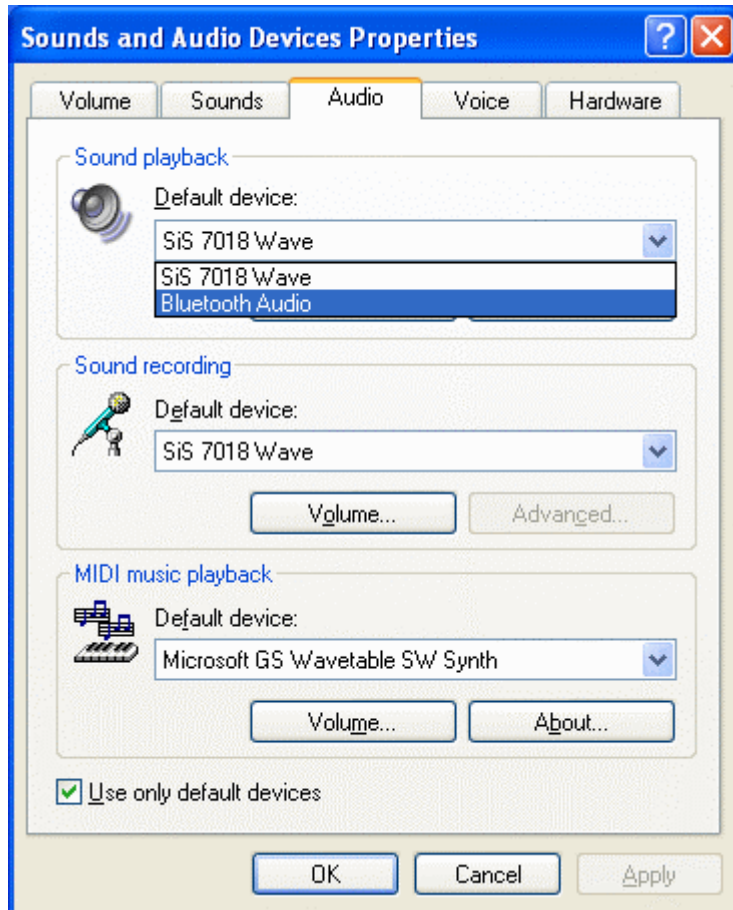 Sounds and Audio Devices Properties
Volume Sounds Audio Voice Hardware
Sound playback
Default device:
SiS 7018 Wave
SiS 7018 Wave
Bluetooth Audio
Sound recording
Default device:
SiS 7018 Wave
Volume... Advanced...
MIDI music playback
Default device:
Microsoft GS Wavetable SW Synth
Volume... About...
Use only default devices
OK Cancel Apply